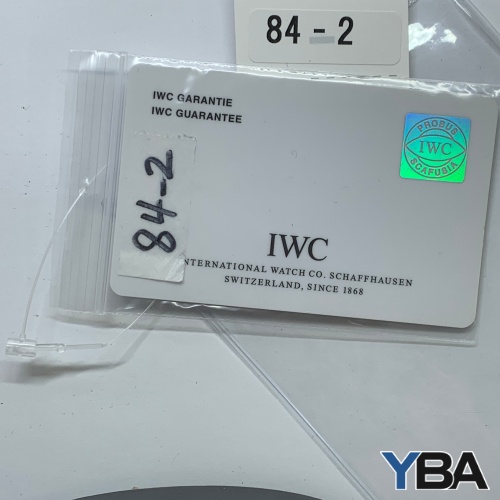 84-2
IWC GARANTIE
IWC GUARANTEE
PROBUS
IWC
SCAFUSIA
84-2
IWC
INTERNATIONAL WATCH CO. SCHAFFHAUSEN
SWITZERLAND, SINCE 1868
YBA